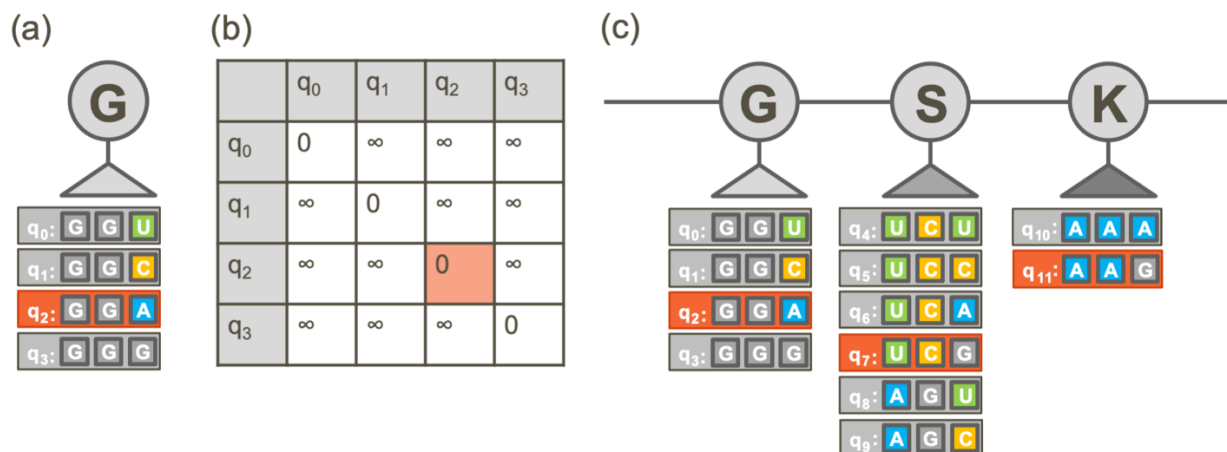 (a)
G
q0: G G U
q1: G G C
q2: G G A
q3: G G G
(b)
q0 q1 q2 q3
q0 0 ∞ ∞ ∞
q1 ∞ 0 ∞ ∞
q2 ∞ ∞ 0 ∞
q3 ∞ ∞ ∞ 0
(c)
G S K
q0: G G U
q1: G G C
q2: G G A
q3: G G G
q4: U C U
q5: U C C
q6: U C A
q7: U C G
q8: A G U
q9: A G C
q10: A A A
q11: A A G